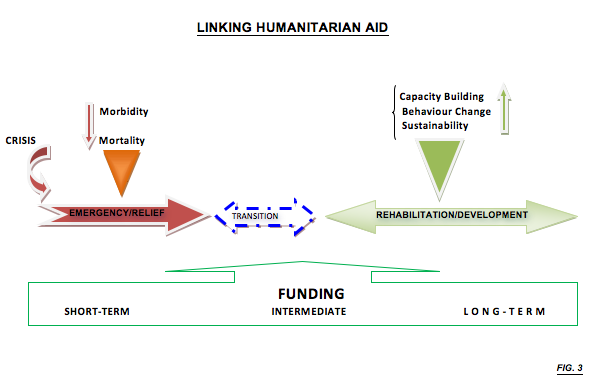 LINKING HUMANITARIAN AID
Capacity Building
Behaviour Change
Sustainability
Morbidity
CRISIS
Mortality
EMERGENCY/RELIEF
TRANSITION
REHABILITATION/DEVELOPMENT
FUNDING
SHORT-TERM
INTERMEDIATE
LONG-TERM
FIG. 3